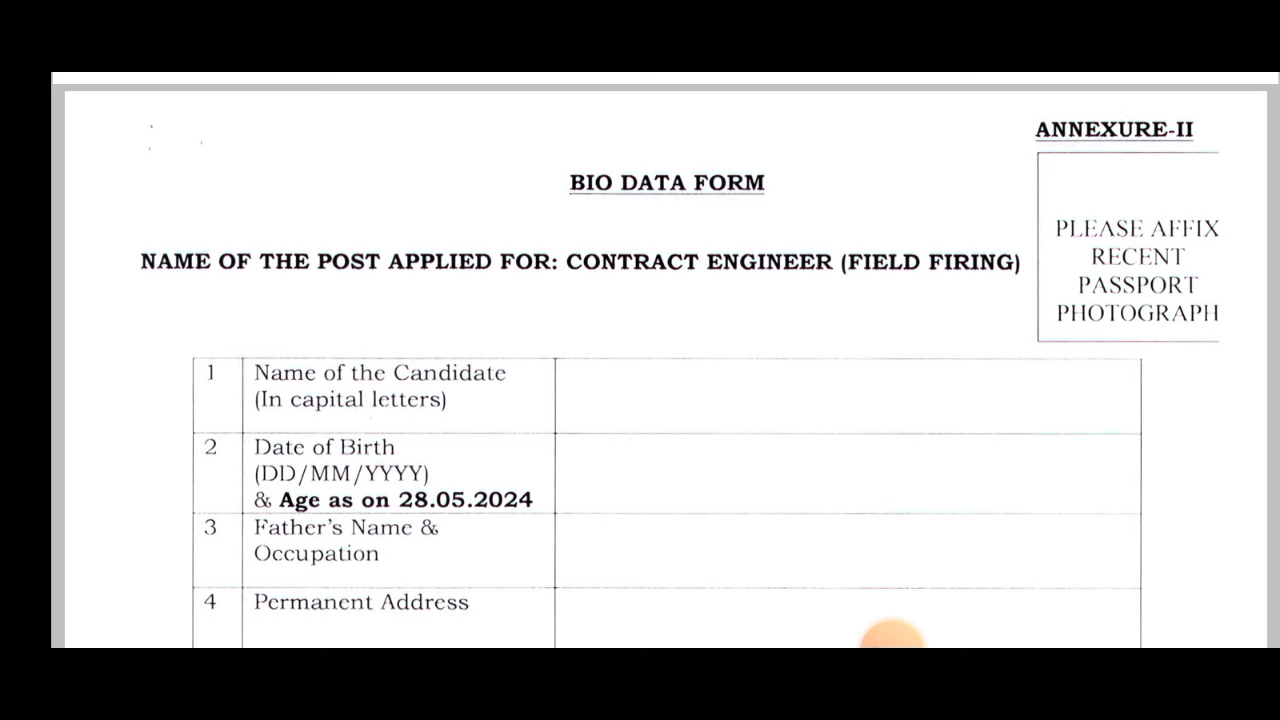 ANNEXURE-II
BIO DATA FORM
NAME OF THE POST APPLIED FOR: CONTRACT ENGINEER (FIELD FIRING)
PLEASE AFFIX
RECENT
PASSPORT
PHOTOGRAPH
1 Name of the Candidate
(In capital letters)
2 Date of Birth
(DD/MM/YYYY)
& Age as on 28.05.2024
3 Father's Name &
Occupation
4 Permanent Address